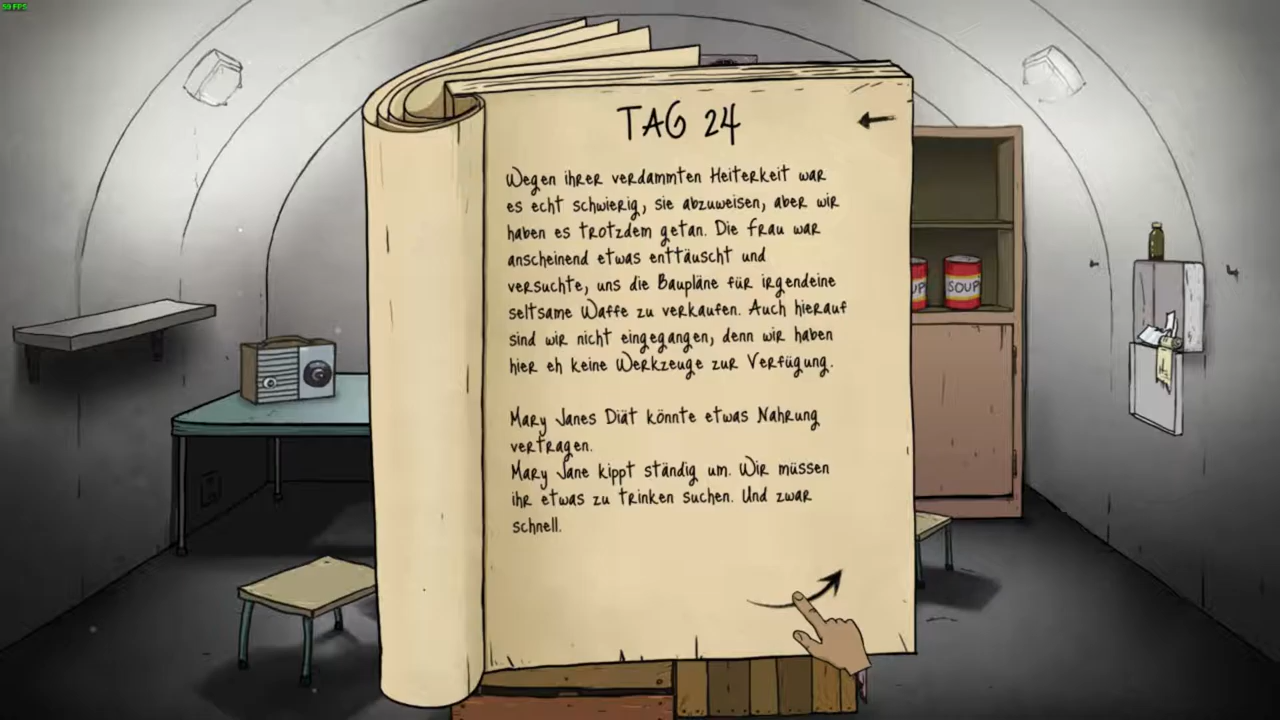 59 FPS
TAG 24
Wegen ihrer verdammten Heiterkeit war
es echt schwierig, sie abzuweisen, aber wir
haben es trotzdem getan. Die Frau war
anscheinend etwas enttäuscht und
versuchte, uns die Baupläne für irgendeine
seltsame Waffe zu verkaufen. Auch hierauf
sind wir nicht eingegangen, denn wir haben
hier eh keine Werkzeuge zur Verfügung.
Mary Janes Diät könnte etwas Nahrung
vertragen.
Mary Jane kippt ständig um. Wir müssen
ihr etwas zu trinken suchen. Und zwar
schnell.
UP
SOUP